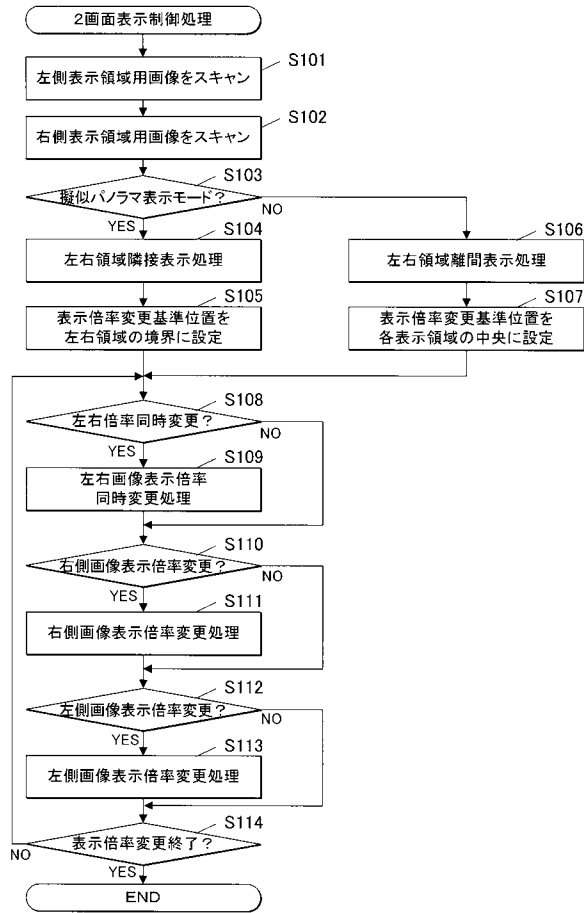 2画面表示制御処理
S101
左側表示領域用画像をスキャン
S102
右側表示領域用画像をスキャン
S103
擬似パノラマ表示モード?
NO
YES
S104
左右領域隣接表示処理
S106
左右領域離間表示処理
S105
表示倍率変更基準位置を
左右領域の境界に設定
S107
表示倍率変更基準位置を
各表示領域の中央に設定
S108
左右倍率同時変更?
NO
YES
S109
左右画像表示倍率
同時変更処理
S110
右側画像表示倍率変更?
NO
YES
S111
右側画像表示倍率変更処理
S112
左側画像表示倍率変更?
NO
YES
S113
左側画像表示倍率変更処理
S114
表示倍率変更終了?
NO
YES
END